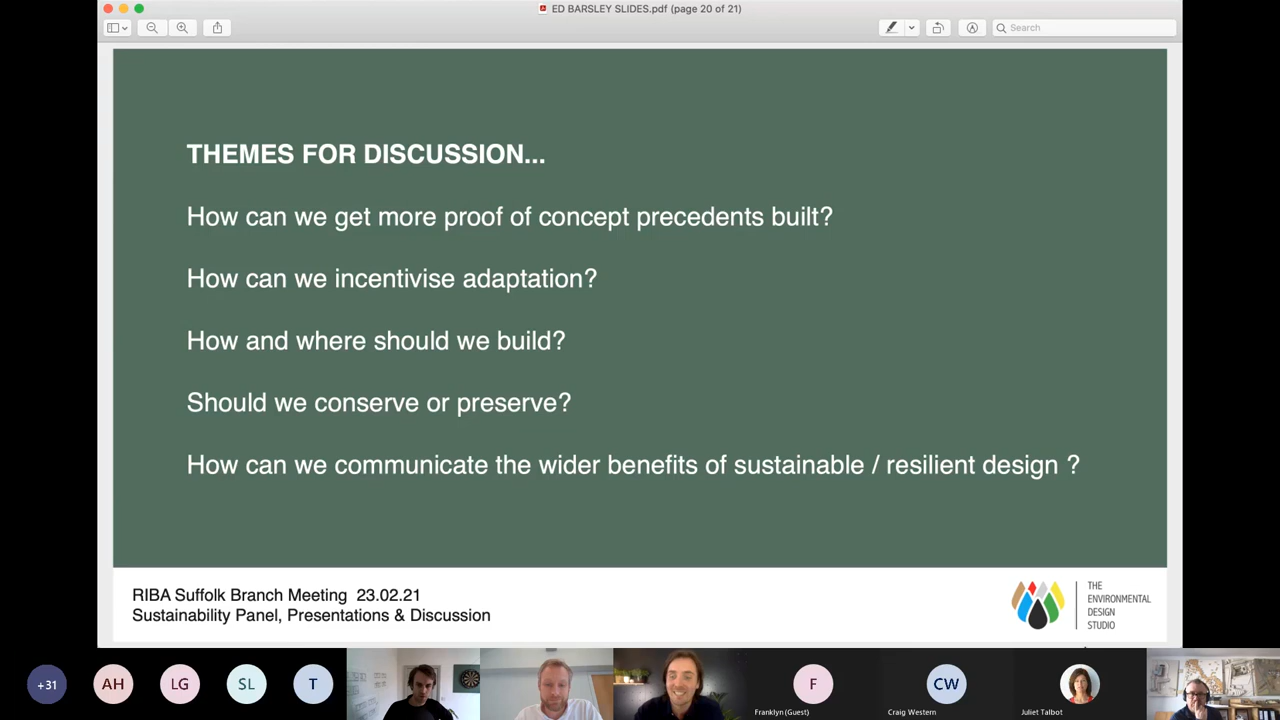 ED BARSLEY SLIDES.pdf (page 20 of 21)
Search
THEMES FOR DISCUSSION...
How can we get more proof of concept precedents built?
How can we incentivise adaptation?
How and where should we build?
Should we conserve or preserve?
How can we communicate the wider benefits of sustainable / resilient design ?
RIBA Suffolk Branch Meeting 23.02.21
Sustainability Panel, Presentations & Discussion
THE
ENVIRONMENTAL
DESIGN
STUDIO
+31
AH
LG
SL
T
F
CW
Franklyn (Guest)
Craig Western
Juliet Talbot